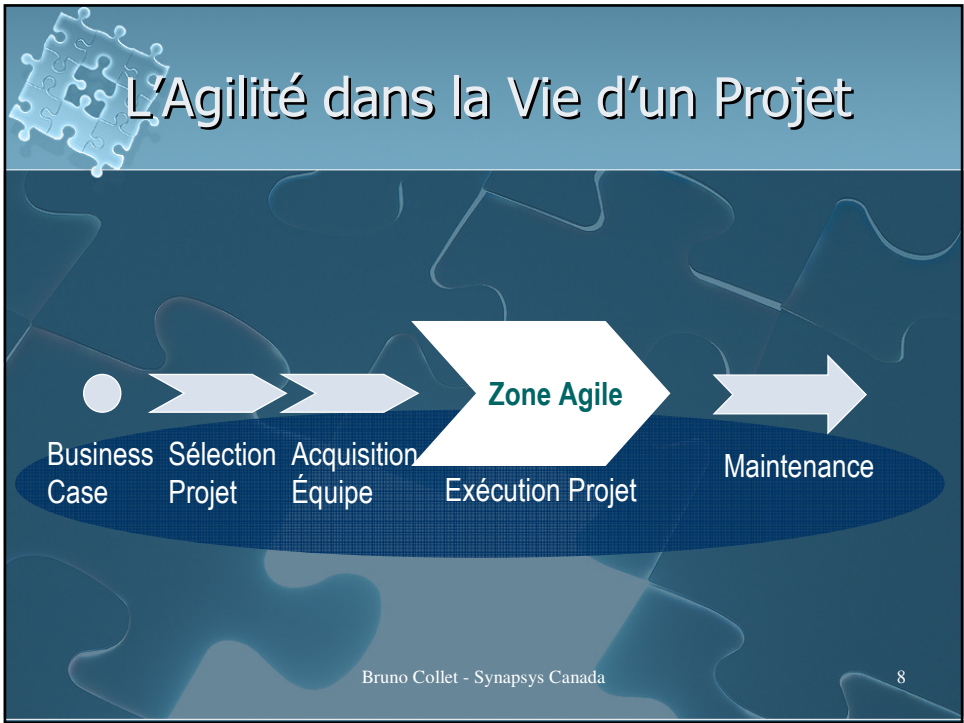 L'Agilité dans la Vie d'un Projet
Zone Agile
Business
Case
Sélection
Projet
Acquisition
Équipe
Exécution Projet
Maintenance
Bruno Collet - Synapsys Canada
8